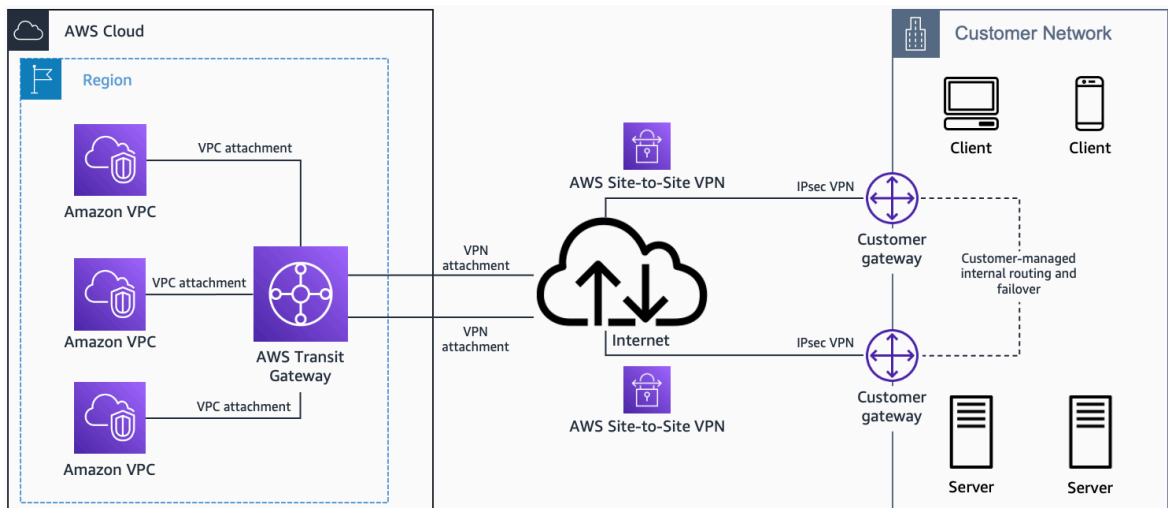 AWS Cloud
Customer Network
Region
Client
Client
VPC attachment
AWS Site-to-Site VPN
IPsec VPN
Amazon VPC
Customer
gateway
VPN
attachment
Customer-managed
internal routing and
failover
VPC attachment
Amazon VPC
VPN
attachment
Internet
IPsec VPN
AWS Transit
Gateway
VPC attachment
AWS Site-to-Site VPN
Customer
gateway
Amazon VPC
Server
Server